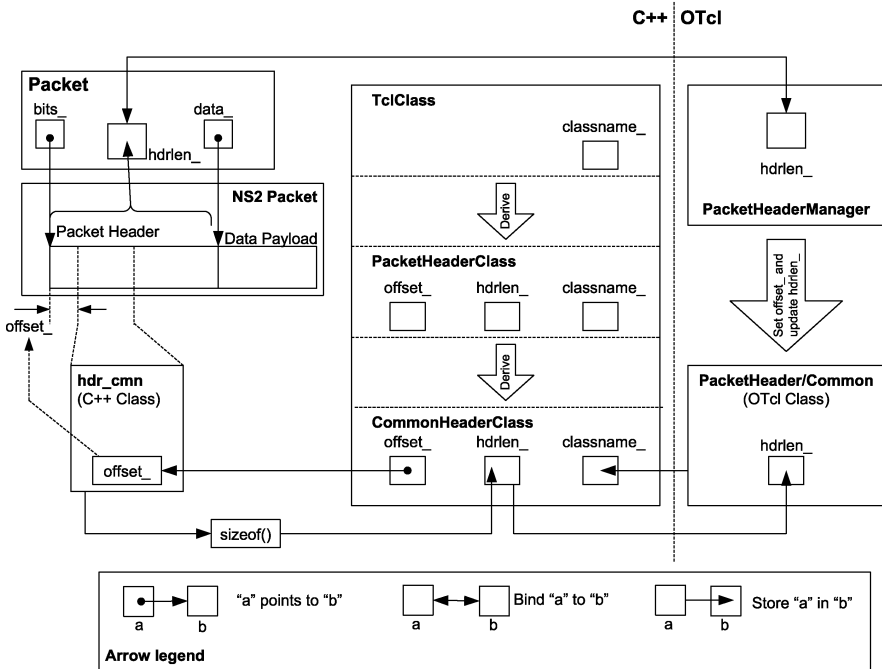 C++ OTcl
Packet
bits_
data_
hdrlen_
NS2 Packet
Packet Header
Data Payload
offset_
hdr_cmn
(C++ Class)
offset_
sizeof()
TclClass
classname_
Derive
PacketHeaderClass
offset_ hdrlen_ classname_
Derive
CommonHeaderClass
offset_ hdrlen_ classname_
hdrlen_
PacketHeaderManager
Set offset_ and
update hdrlen_
PacketHeader/Common
(OTcl Class)
hdrlen_
a b
"a" points to "b"
a b
Bind "a" to "b"
a b
Store "a" in "b"
Arrow legend